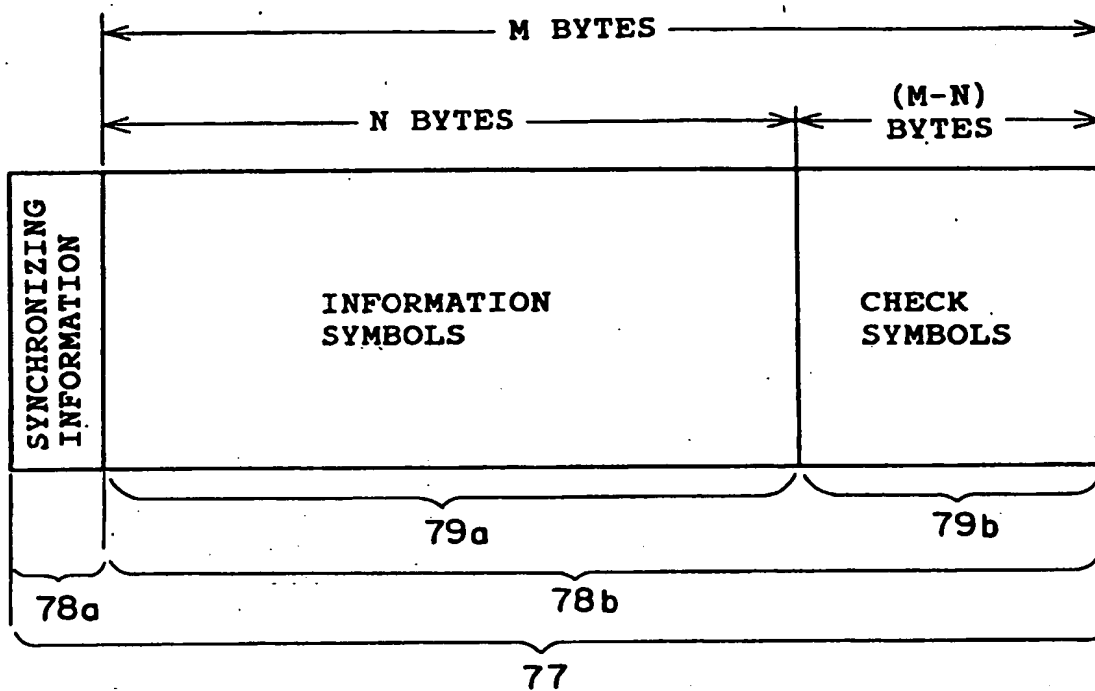 M BYTES
N BYTES
(M-N)
BYTES
SYNCHRONIZING
INFORMATION
INFORMATION
SYMBOLS
CHECK
SYMBOLS
79a
79b
78a
78b
77